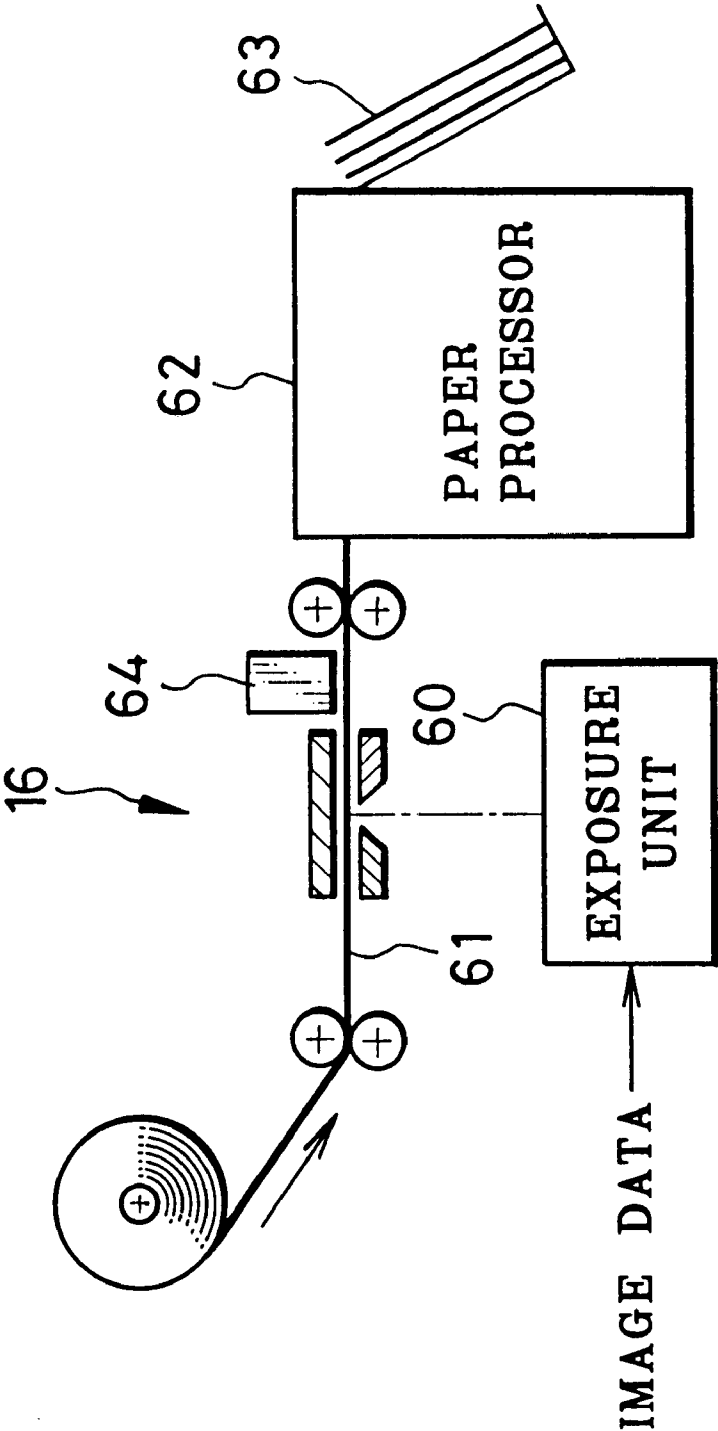 16
64
62
63
61
60
PAPER
PROCESSOR
EXPOSURE
UNIT
IMAGE DATA